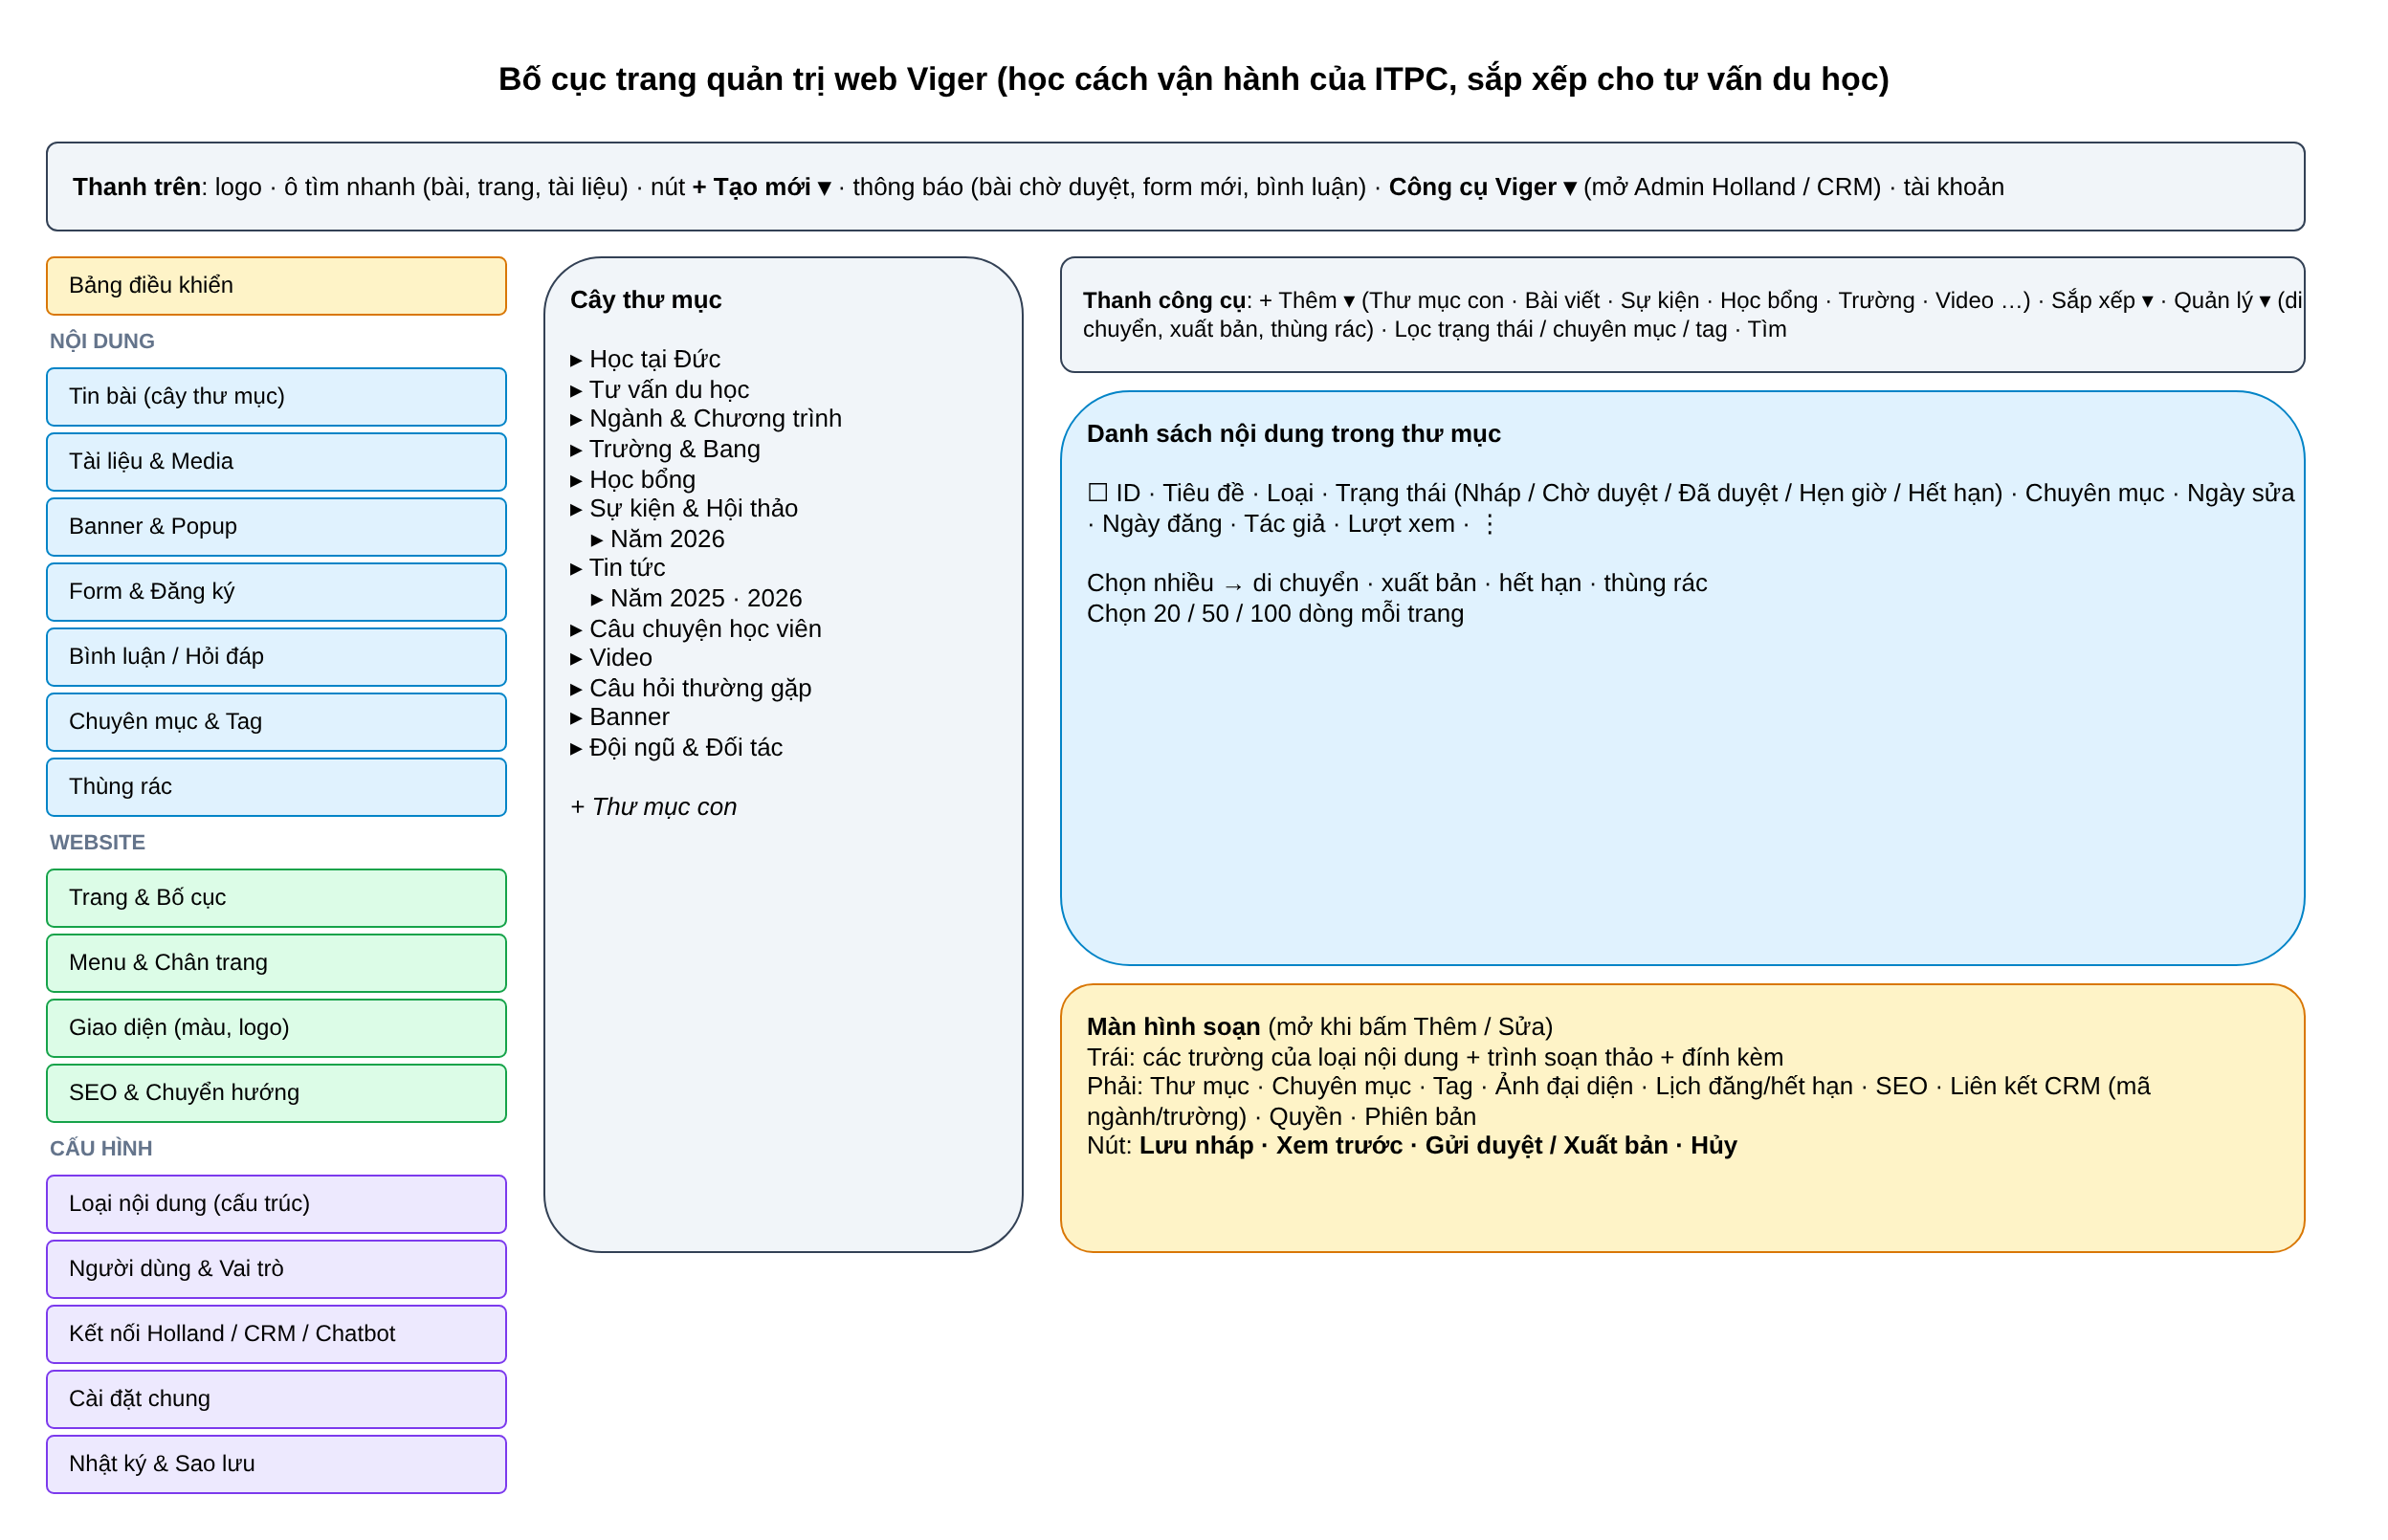 Bố cục trang quản trị web Viger (học cách vận hành của ITPC, sắp xếp cho tư vấn du học)
Thanh trên: logo · ô tìm nhanh (bài, trang, tài liệu) · nút + Tạo mới ▾ · thông báo (bài chờ duyệt, form mới, bình luận) · Công cụ Viger ▾ (mở Admin Holland / CRM) · tài khoản
Bảng điều khiển
NỘI DUNG
Tin bài (cây thư mục)
Tài liệu & Media
Banner & Popup
Form & Đăng ký
Bình luận / Hỏi đáp
Chuyên mục & Tag
Thùng rác
WEBSITE
Trang & Bố cục
Menu & Chân trang
Giao diện (màu, logo)
SEO & Chuyển hướng
CẤU HÌNH
Loại nội dung (cấu trúc)
Người dùng & Vai trò
Kết nối Holland / CRM / Chatbot
Cài đặt chung
Nhật ký & Sao lưu
Cây thư mục
▸ Học tại Đức
▸ Tư vấn du học
▸ Ngành & Chương trình
▸ Trường & Bang
▸ Học bổng
▸ Sự kiện & Hội thảo
▸ Năm 2026
▸ Tin tức
▸ Năm 2025 · 2026
▸ Câu chuyện học viên
▸ Video
▸ Câu hỏi thường gặp
▸ Banner
▸ Đội ngũ & Đối tác
+ Thư mục con
Thanh công cụ: + Thêm ▾ (Thư mục con · Bài viết · Sự kiện · Học bổng · Trường · Video …) · Sắp xếp ▾ · Quản lý ▾ (di
chuyển, xuất bản, thùng rác) · Lọc trạng thái / chuyên mục / tag · Tìm
Danh sách nội dung trong thư mục
☐ ID · Tiêu đề · Loại · Trạng thái (Nháp / Chờ duyệt / Đã duyệt / Hẹn giờ / Hết hạn) · Chuyên mục · Ngày sửa
· Ngày đăng · Tác giả · Lượt xem · ⋮
Chọn nhiều → di chuyển · xuất bản · hết hạn · thùng rác
Chọn 20 / 50 / 100 dòng mỗi trang
Màn hình soạn (mở khi bấm Thêm / Sửa)
Trái: các trường của loại nội dung + trình soạn thảo + đính kèm
Phải: Thư mục · Chuyên mục · Tag · Ảnh đại diện · Lịch đăng/hết hạn · SEO · Liên kết CRM (mã
ngành/trường) · Quyền · Phiên bản
Nút: Lưu nháp · Xem trước · Gửi duyệt / Xuất bản · Hủy